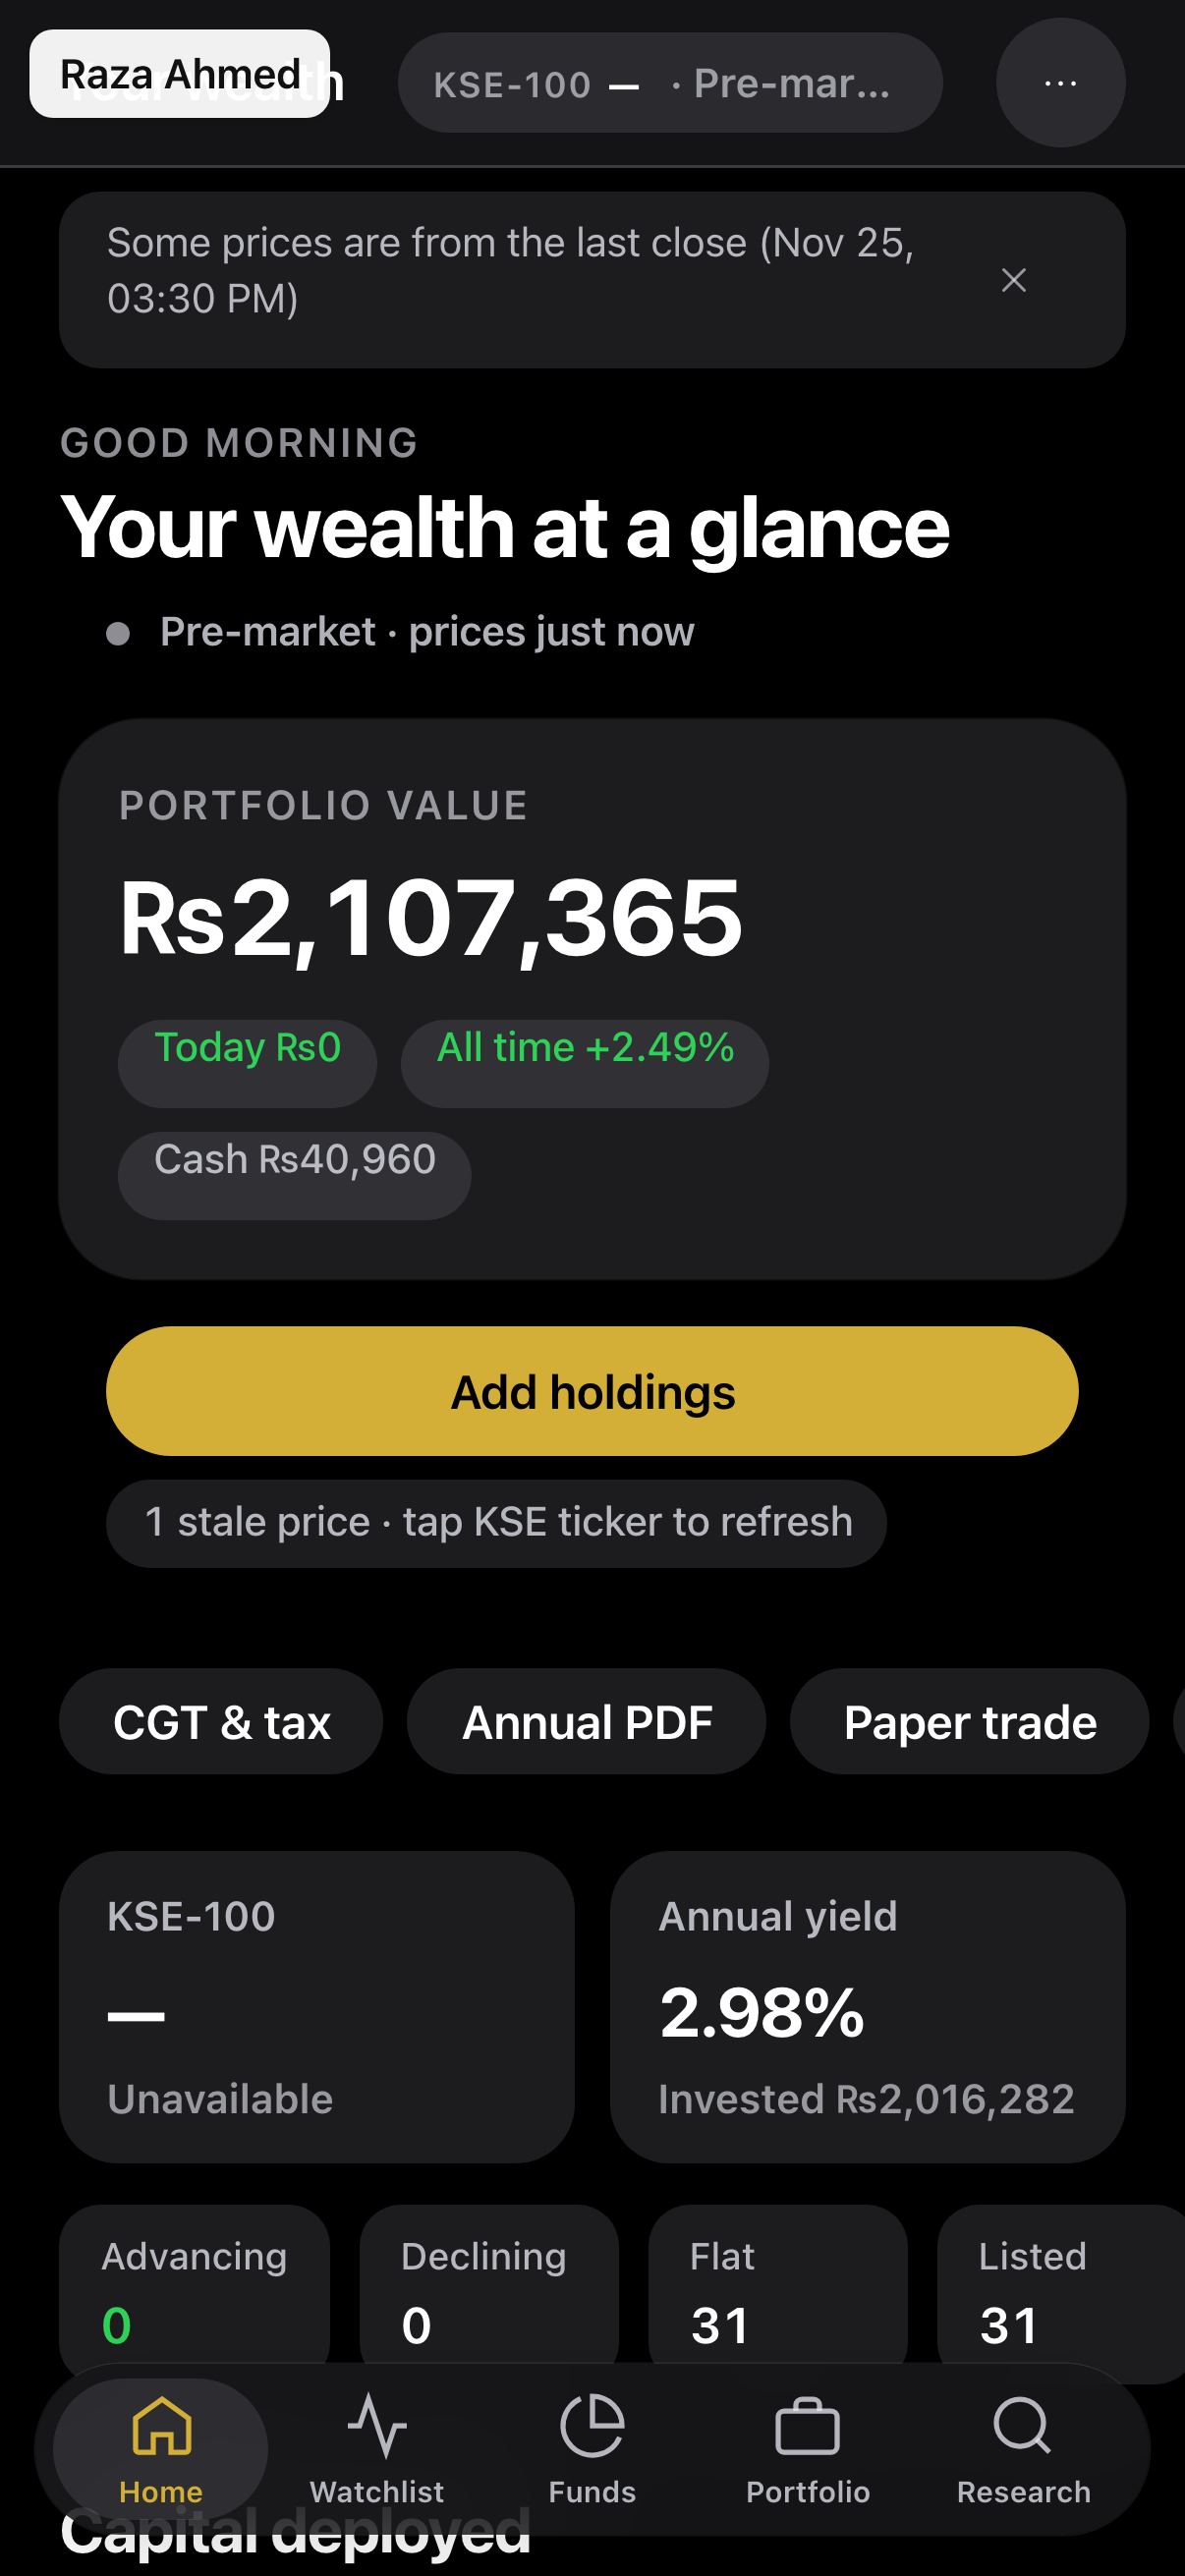 Raza Ahmed
Your wealth
KSE-100 — · Pre-mar...
...
Some prices are from the last close (Nov 25,
03:30 PM)
GOOD MORNING
Your wealth at a glance
Pre-market · prices just now
PORTFOLIO VALUE
₨2,107,365
Today ₨0
All time +2.49%
Cash ₨40,960
Add holdings
1 stale price · tap KSE ticker to refresh
CGT & tax
Annual PDF
Paper trade
KSE-100
—
Unavailable
Annual yield
2.98%
Invested ₨2,016,282
Advancing
0
Declining
0
Flat
31
Listed
31
Home
Watchlist
Funds
Portfolio
Research
Capital deployed